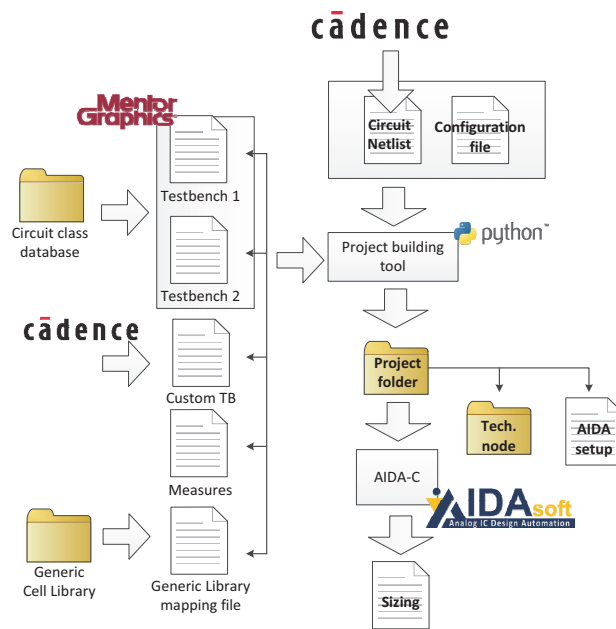 cādence
Mentor
Graphics®
Circuit
Netlist
Configuration
file
Testbench 1
Circuit class
database
Project building
tool
python™
Testbench 2
cādence
Custom TB
Project
folder
Tech.
node
AIDA
setup
Measures
AIDA-C
AIDAsoft
Analog IC Design Automation
Generic
Cell Library
Generic Library
mapping file
Sizing